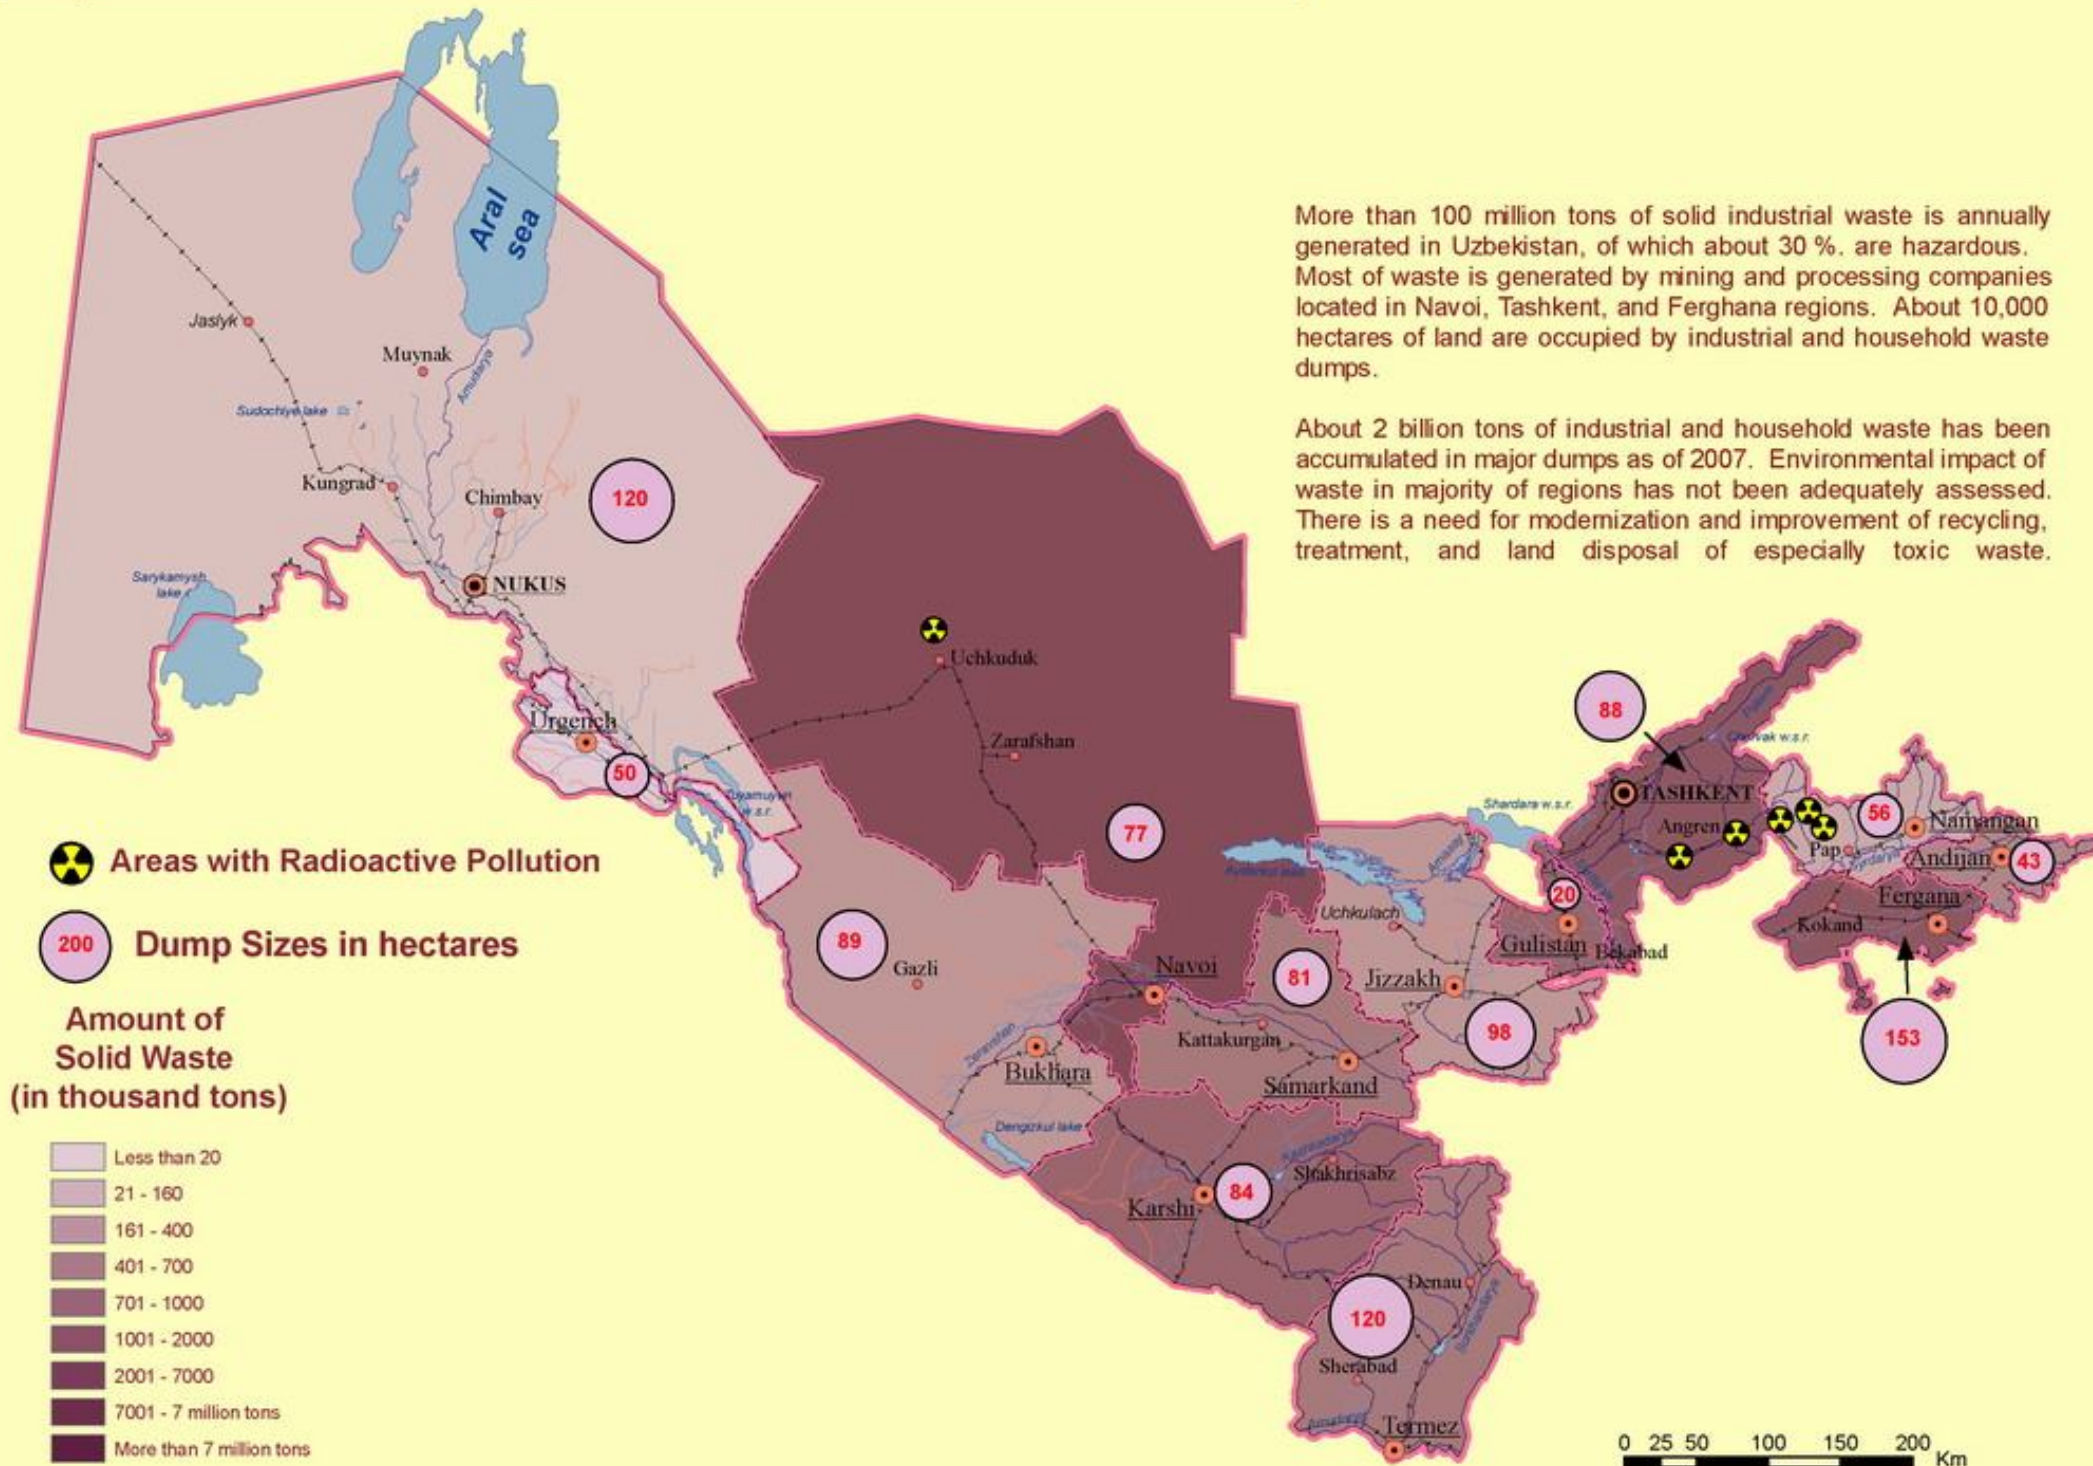 Aral
sea
More than 100 million tons of solid industrial waste is annually
generated in Uzbekistan, of which about 30 %. are hazardous.
Most of waste is generated by mining and processing companies
located in Navoi, Tashkent, and Ferghana regions. About 10,000
hectares of land are occupied by industrial and household waste
dumps.
About 2 billion tons of industrial and household waste has been
accumulated in major dumps as of 2007. Environmental impact of
waste in majority of regions has not been adequately assessed.
There is a need for modernization and improvement of recycling,
treatment, and land disposal of especially toxic waste.
Jaslyk
Muynak
Amudarya
Sudochiye lake
Kungrad
Chimbay
120
Sarykamysh
lake
NUKUS
Uchkuduk
Urgench
50
Zarafshan
Tuyamuyun
w.s.r.
77
88
Charvak w.s.r.
TASHKENT
Shardara w.s.r.
Angren
56
Namangan
Pap
Andijan
43
20
Fergana
Kokand
Gulistan
Bekabad
153
Uchkulach
Jizzakh
98
81
89
Gazli
Navoi
Kattakurgan
Samarkand
Zeravshan
Bukhara
Dengizkul lake
Kashkadarya
Shakhrisabz
Karshi
84
Denau
120
Surkhandarya
Sherabad
Amudarya
Termez
Areas with Radioactive Pollution
200
Dump Sizes in hectares
Amount of
Solid Waste
(in thousand tons)
Less than 20
21 - 160
161 - 400
401 - 700
701 - 1000
1001 - 2000
2001 - 7000
7001 - 7 million tons
More than 7 million tons
0 25 50 100 150 200
Km